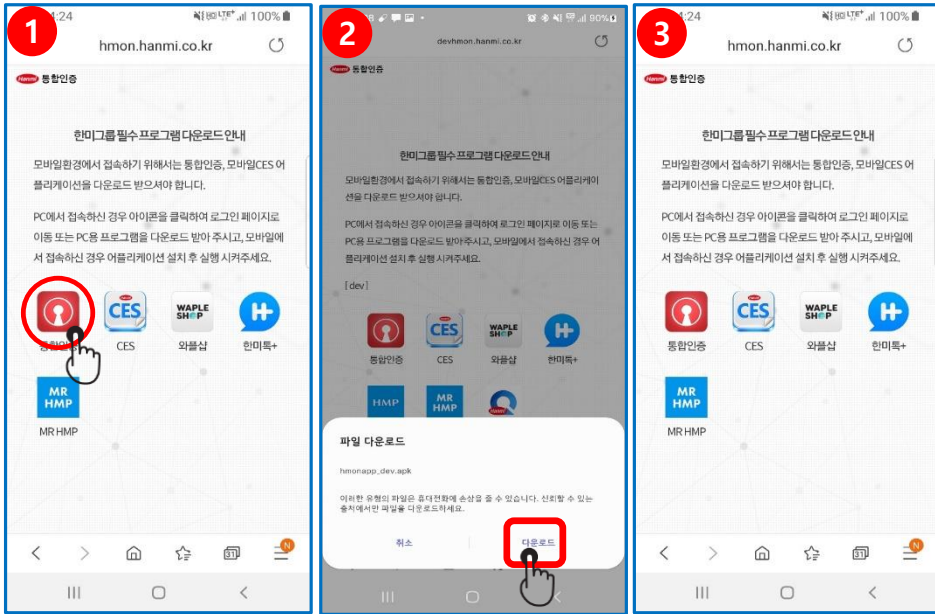 1
:24
LTE+
100%
hmon.hanmi.co.kr
Hanmi 통합인증
한미그룹 필수 프로그램 다운로드 안내
모바일환경에서 접속하기 위해서는 통합인증, 모바일CES 어
플리케이션을 다운로드 받으셔야 합니다.
PC에서 접속하신 경우 아이콘을 클릭하여 로그인 페이지로
이동 또는 PC용 프로그램을 다운로드 받아 주시고, 모바일에
서 접속하신 경우 어플리케이션 설치 후 실행 시켜주세요.
CES
WAPLE
SHOP
통합인증
CES
와플샵
한미톡+
MR
HMP
MR HMP
31
N
2
8
90%
devhmon.hanmi.co.kr
Hanmi 통합인증
한미그룹 필수 프로그램 다운로드 안내
모바일환경에서 접속하기 위해서는 통합인증, 모바일CES 어플리케이
션을 다운로드 받으셔야 합니다.
PC에서 접속하신 경우 아이콘을 클릭하여 로그인 페이지로 이동 또는
PC용 프로그램을 다운로드 받아 주시고, 모바일에서 접속하신 경우 어
플리케이션 설치 후 실행 시켜주세요.
[dev]
CES
WAPLE
SHOP
통합인증
CES
와플샵
한미톡+
HMP
MR
HMP
Hanmi
파일 다운로드
hmonapp_dev.apk
이러한 유형의 파일은 휴대전화에 손상을 줄 수 있습니다. 신뢰할 수 있는
출처에서만 파일을 다운로드하세요.
취소
다운로드
3
:24
LTE+
100%
hmon.hanmi.co.kr
Hanmi 통합인증
한미그룹 필수 프로그램 다운로드 안내
모바일환경에서 접속하기 위해서는 통합인증, 모바일CES 어
플리케이션을 다운로드 받으셔야 합니다.
PC에서 접속하신 경우 아이콘을 클릭하여 로그인 페이지로
이동 또는 PC용 프로그램을 다운로드 받아 주시고, 모바일에
서 접속하신 경우 어플리케이션 설치 후 실행 시켜주세요.
CES
WAPLE
SHOP
통합인증
CES
와플샵
한미톡+
MR
HMP
MR HMP
31
N